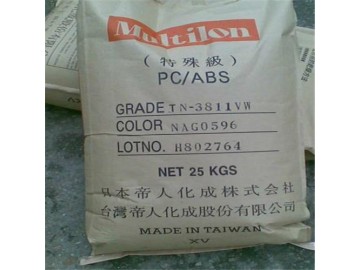 Multilon
(特殊級)
PC/ABS
GRADE TN-3811VW
COLOR NAG0596
LOTNO. H802764
NET 25 KGS
日本帝人化成株式会社
台灣帝人化成股份有限公司
MADE IN TAIWAN
XV